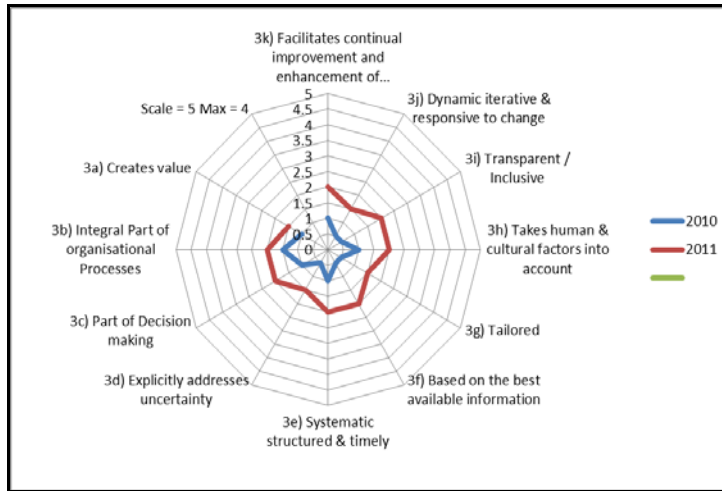 3k) Facilitates continual
improvement and
enhancement of...
Scale = 5 Max = 4
3j) Dynamic iterative &
responsive to change
3a) Creates value
3i) Transparent /
Inclusive
3b) Integral Part of
organisational
Processes
3h) Takes human &
cultural factors into
account
3c) Part of Decision
making
3g) Tailored
3d) Explicitly addresses
uncertainty
3f) Based on the best
available information
3e) Systematic
structured & timely
5
4.5
4
3.5
3
2.5
2
1.5
1
0.5
0
2010
2011